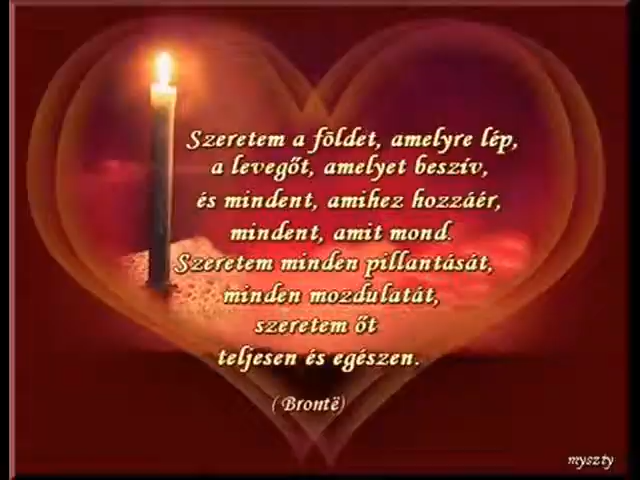 Szeretem a földet, amelyre lép,
a levegőt, amelyet beszív,
és mindent, amihez hozzáér,
mindent, amit mond.
Szeretem minden pillantását,
minden mozdulatát,
szeretem őt
teljesen és egészen.
(Brontë)
myszty